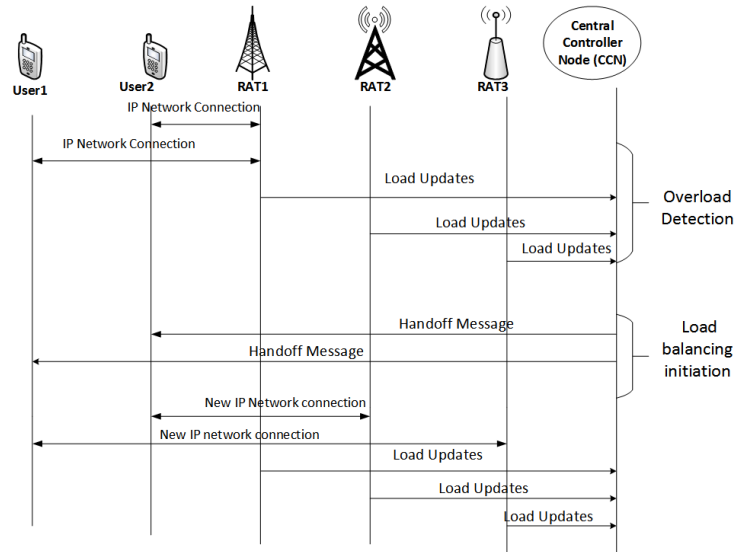 Central
Controller
Node (CCN)
User1
User2
RAT1
RAT2
RAT3
IP Network Connection
IP Network Connection
Load Updates
Load Updates
Load Updates
Overload
Detection
Handoff Message
Handoff Message
Load
balancing
initiation
New IP Network connection
New IP network connection
Load Updates
Load Updates
Load Updates